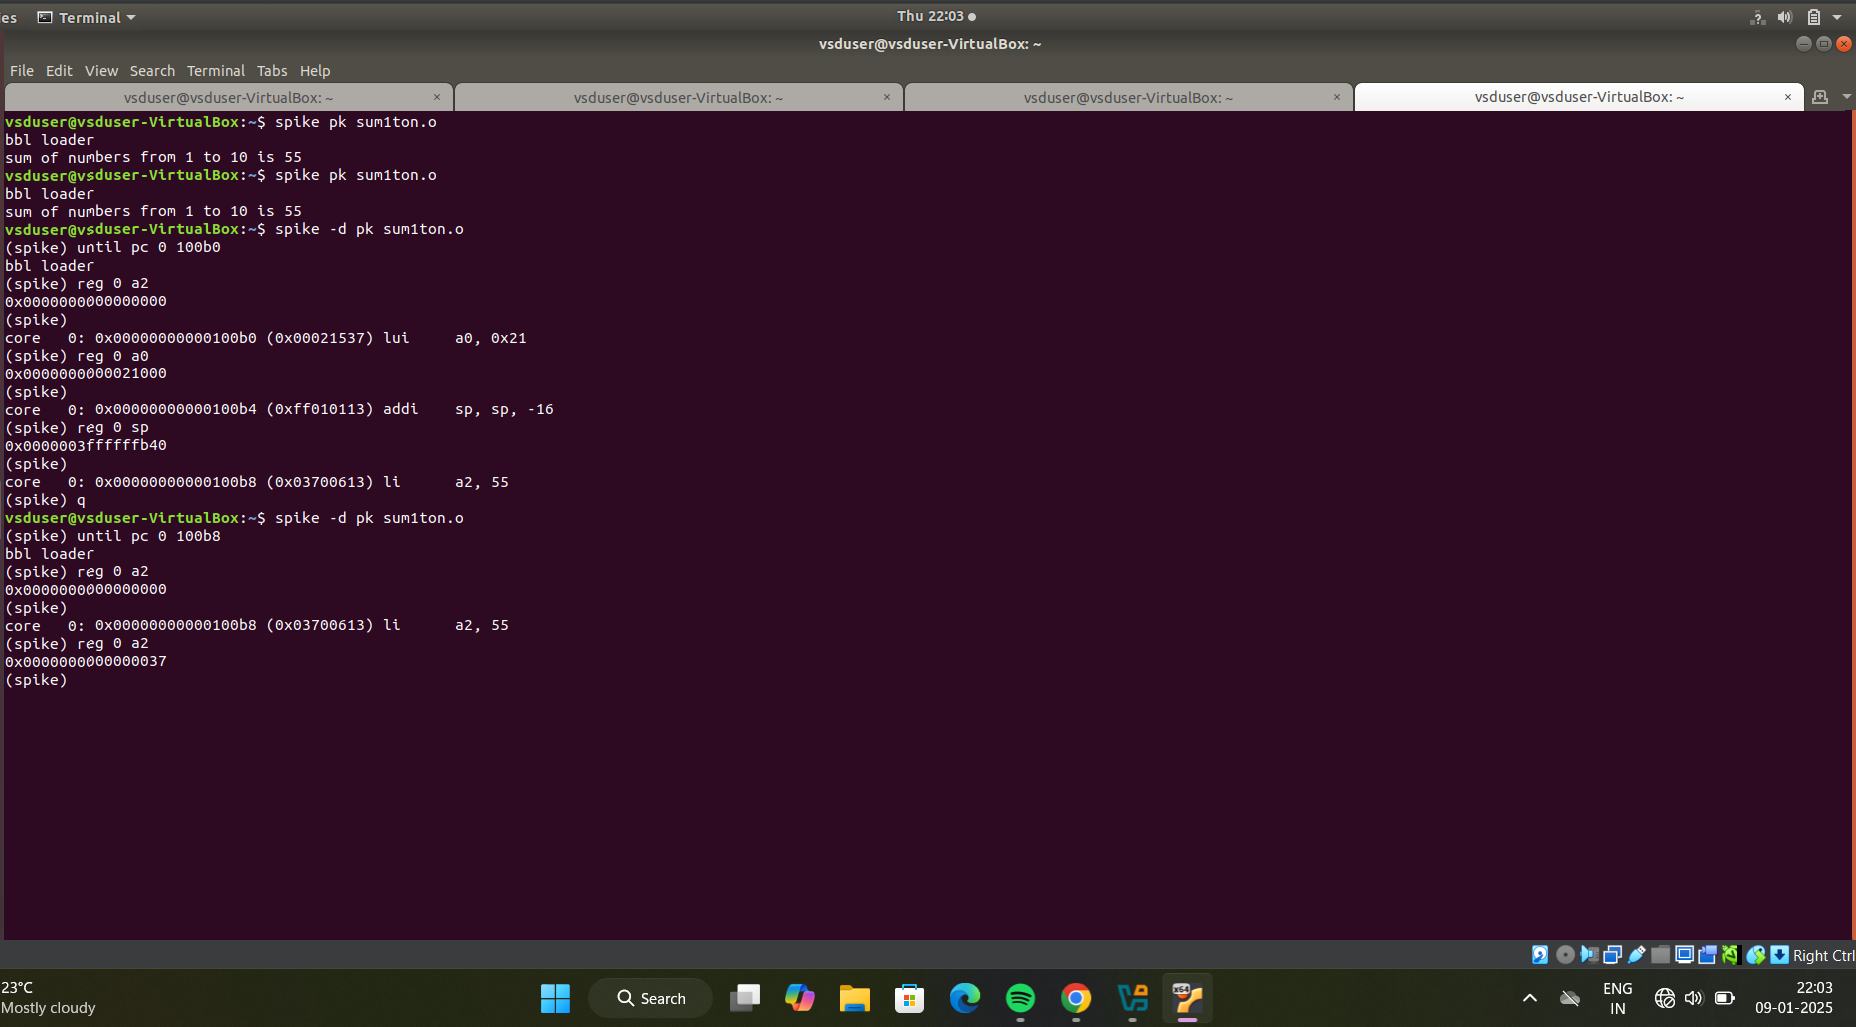 es Terminal Thu 22:03
vsduser@vsduser-VirtualBox: ~
File Edit View Search Terminal Tabs Help
vsduser@vsduser-VirtualBox: ~ × vsduser@vsduser-VirtualBox: ~ × vsduser@vsduser-VirtualBox: ~ × vsduser@vsduser-VirtualBox: ~ ×
vsduser@vsduser-VirtualBox:~$ spike pk sum1ton.o
bbl loader
sum of numbers from 1 to 10 is 55
vsduser@vsduser-VirtualBox:~$ spike pk sum1ton.o
bbl loader
sum of numbers from 1 to 10 is 55
vsduser@vsduser-VirtualBox:~$ spike -d pk sum1ton.o
(spike) until pc 0 100b0
bbl loader
(spike) reg 0 a2
0x0000000000000000
(spike)
core   0: 0x00000000000100b0 (0x00021537) lui     a0, 0x21
(spike) reg 0 a0
0x0000000000021000
(spike)
core   0: 0x00000000000100b4 (0xff010113) addi    sp, sp, -16
(spike) reg 0 sp
0x0000003ffffffb40
(spike)
core   0: 0x00000000000100b8 (0x03700613) li      a2, 55
(spike) q
vsduser@vsduser-VirtualBox:~$ spike -d pk sum1ton.o
(spike) until pc 0 100b8
bbl loader
(spike) reg 0 a2
0x0000000000000000
(spike)
core   0: 0x00000000000100b8 (0x03700613) li      a2, 55
(spike) reg 0 a2
0x0000000000000037
(spike)
Right Ctrl
23°C
Mostly cloudy
Search
x64
ENG
IN
22:03
09-01-2025